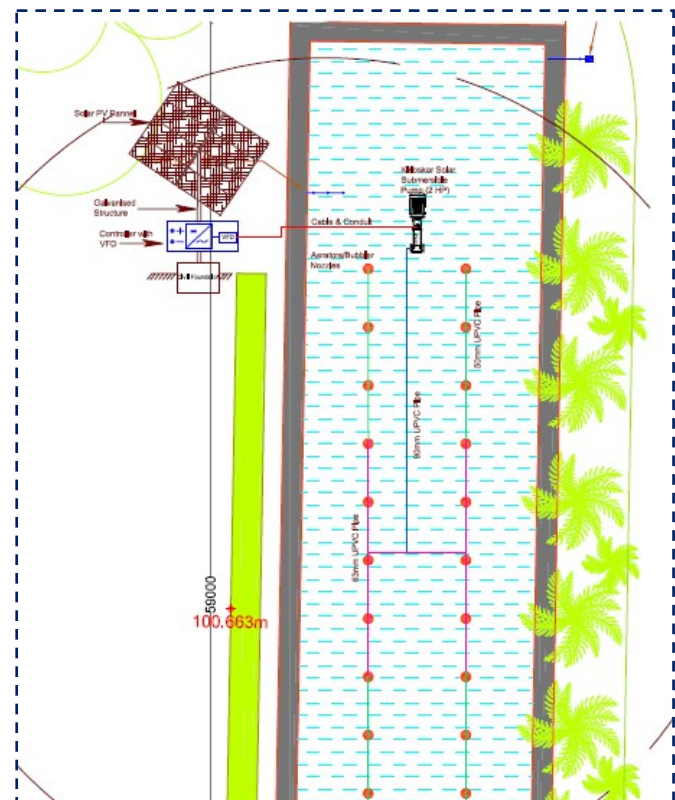 Solar PV Pannel
Kirloskar Solar
Submersible
Pump (2 HP)
Galvanised
Structure
Cable & Conduit
Controller with
VFD
VFD
Aerators/Bubbler
Nozzles
Civil Foundation
50mm UPVC Pipe
90mm UPVC Pipe
63mm UPVC Pipe
59000
100.663m